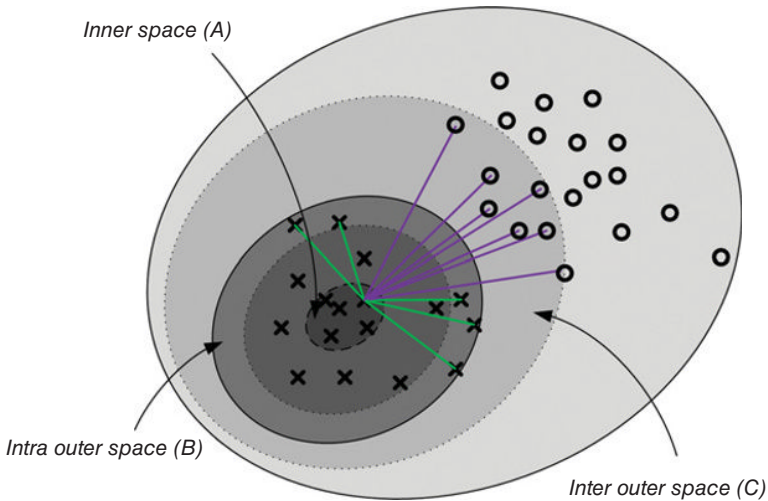 Inner space (A)
Intra outer space (B)
Inter outer space (C)